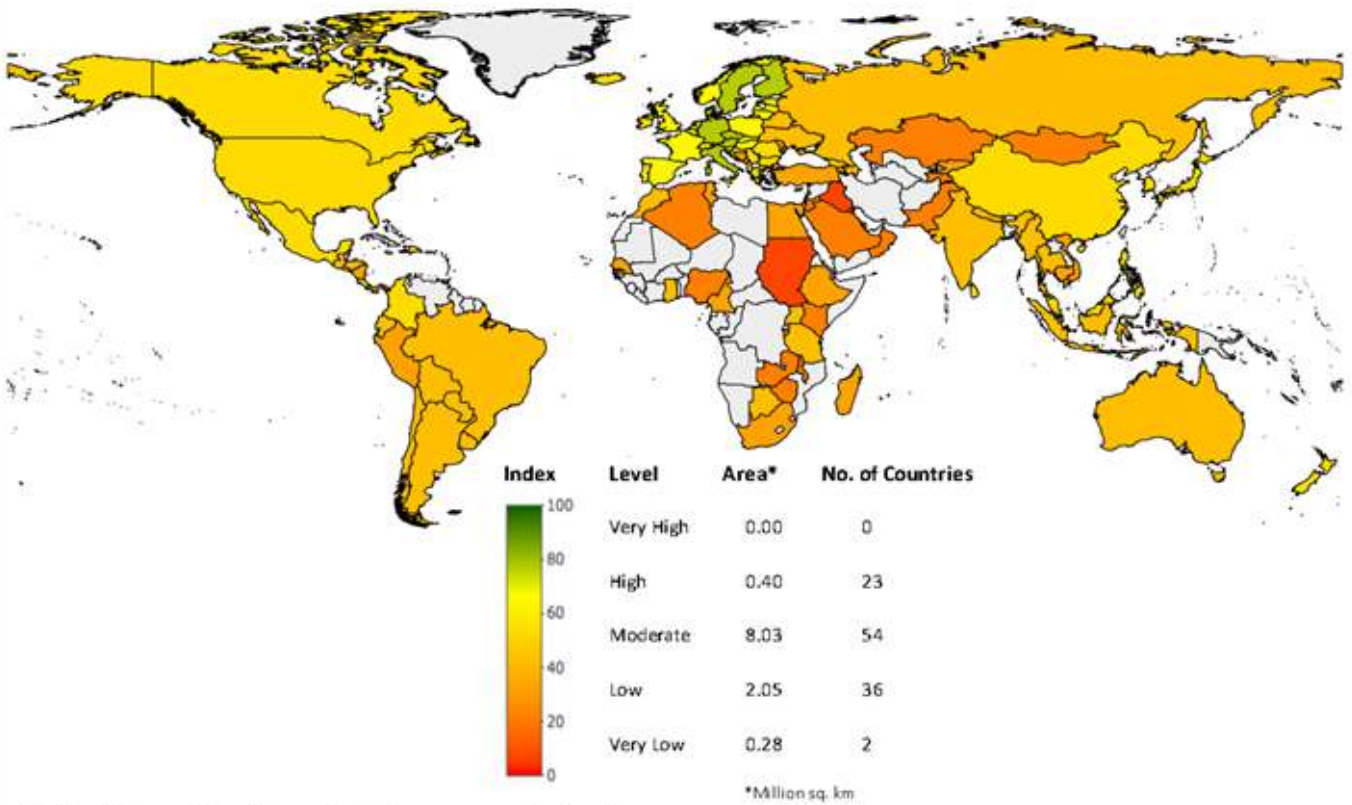 Index Level Area* No. of Countries
100
Very High 0.00 0
80
High 0.40 23
60
Moderate 8.03 54
40
Low 2.05 36
20
Very Low 0.28 2
0
*Million sq. km